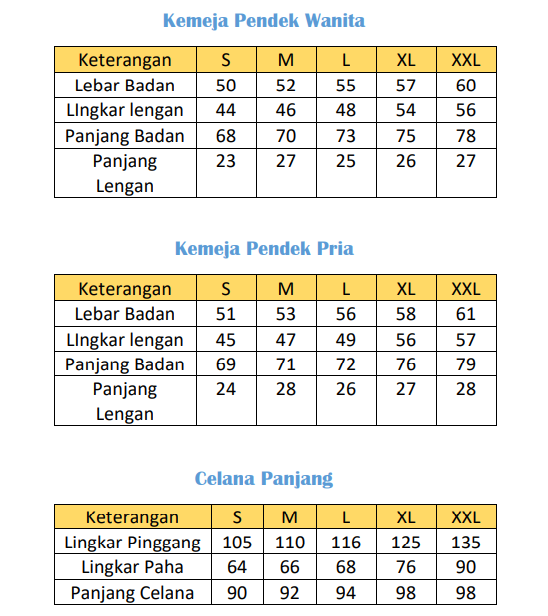 Kemeja Pendek Wanita
Keterangan S M L XL XXL
Lebar Badan 50 52 55 57 60
LIngkar lengan 44 46 48 54 56
Panjang Badan 68 70 73 75 78
Panjang 23 27 25 26 27
Lengan
Kemeja Pendek Pria
Keterangan S M L XL XXL
Lebar Badan 51 53 56 58 61
LIngkar lengan 45 47 49 56 57
Panjang Badan 69 71 72 76 79
Panjang 24 28 26 27 28
Lengan
Celana Panjang
Keterangan S M L XL XXL
Lingkar Pinggang 105 110 116 125 135
Lingkar Paha 64 66 68 76 90
Panjang Celana 90 92 94 98 98